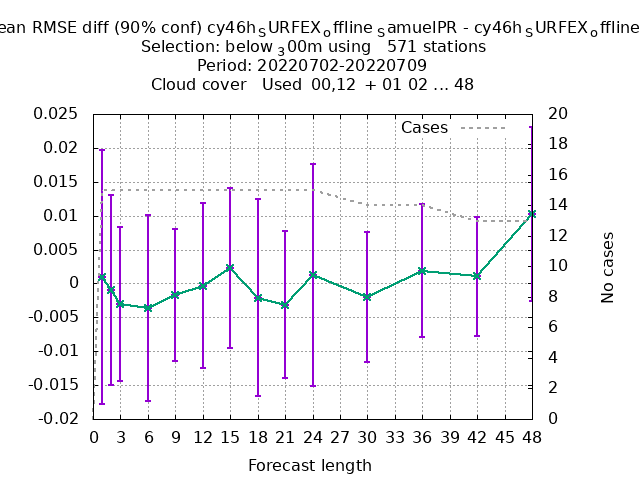 ean RMSE diff (90% conf) cy46hSURFEXoffline SamuelPR - cy46hSURFEXoffline
Selection: below 300m using 571 stations
Period: 20220702-20220709
Cloud cover Used 00,12 + 01 02 ... 48
Cases
0.025
0.02
0.015
0.01
0.005
0
-0.005
-0.01
-0.015
-0.02
20
18
16
14
12
10
8
6
4
2
0
No cases
0 3 6 9 12 15 18 21 24 27 30 33 36 39 42 45 48
Forecast length